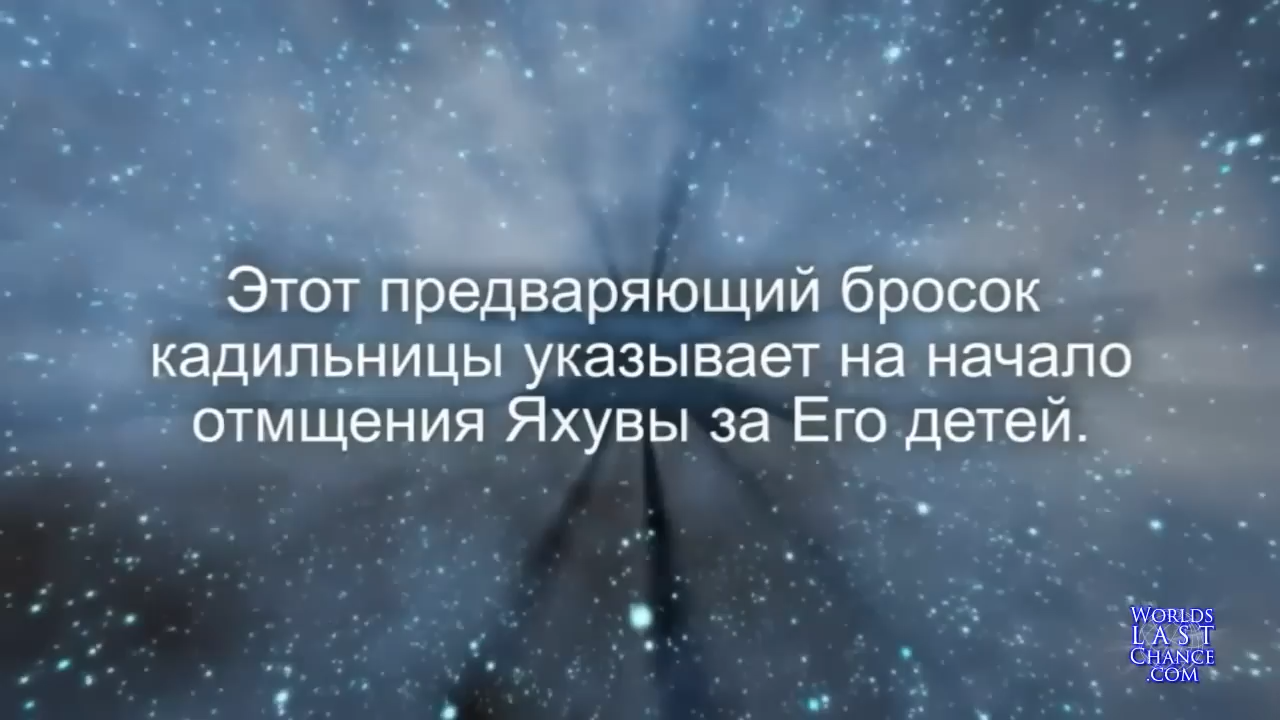 Этот предваряющий бросок
кадильницы указывает на начало
отмщения Яхувы за Его детей.
WORLDS
LAST
CHANCE
.COM